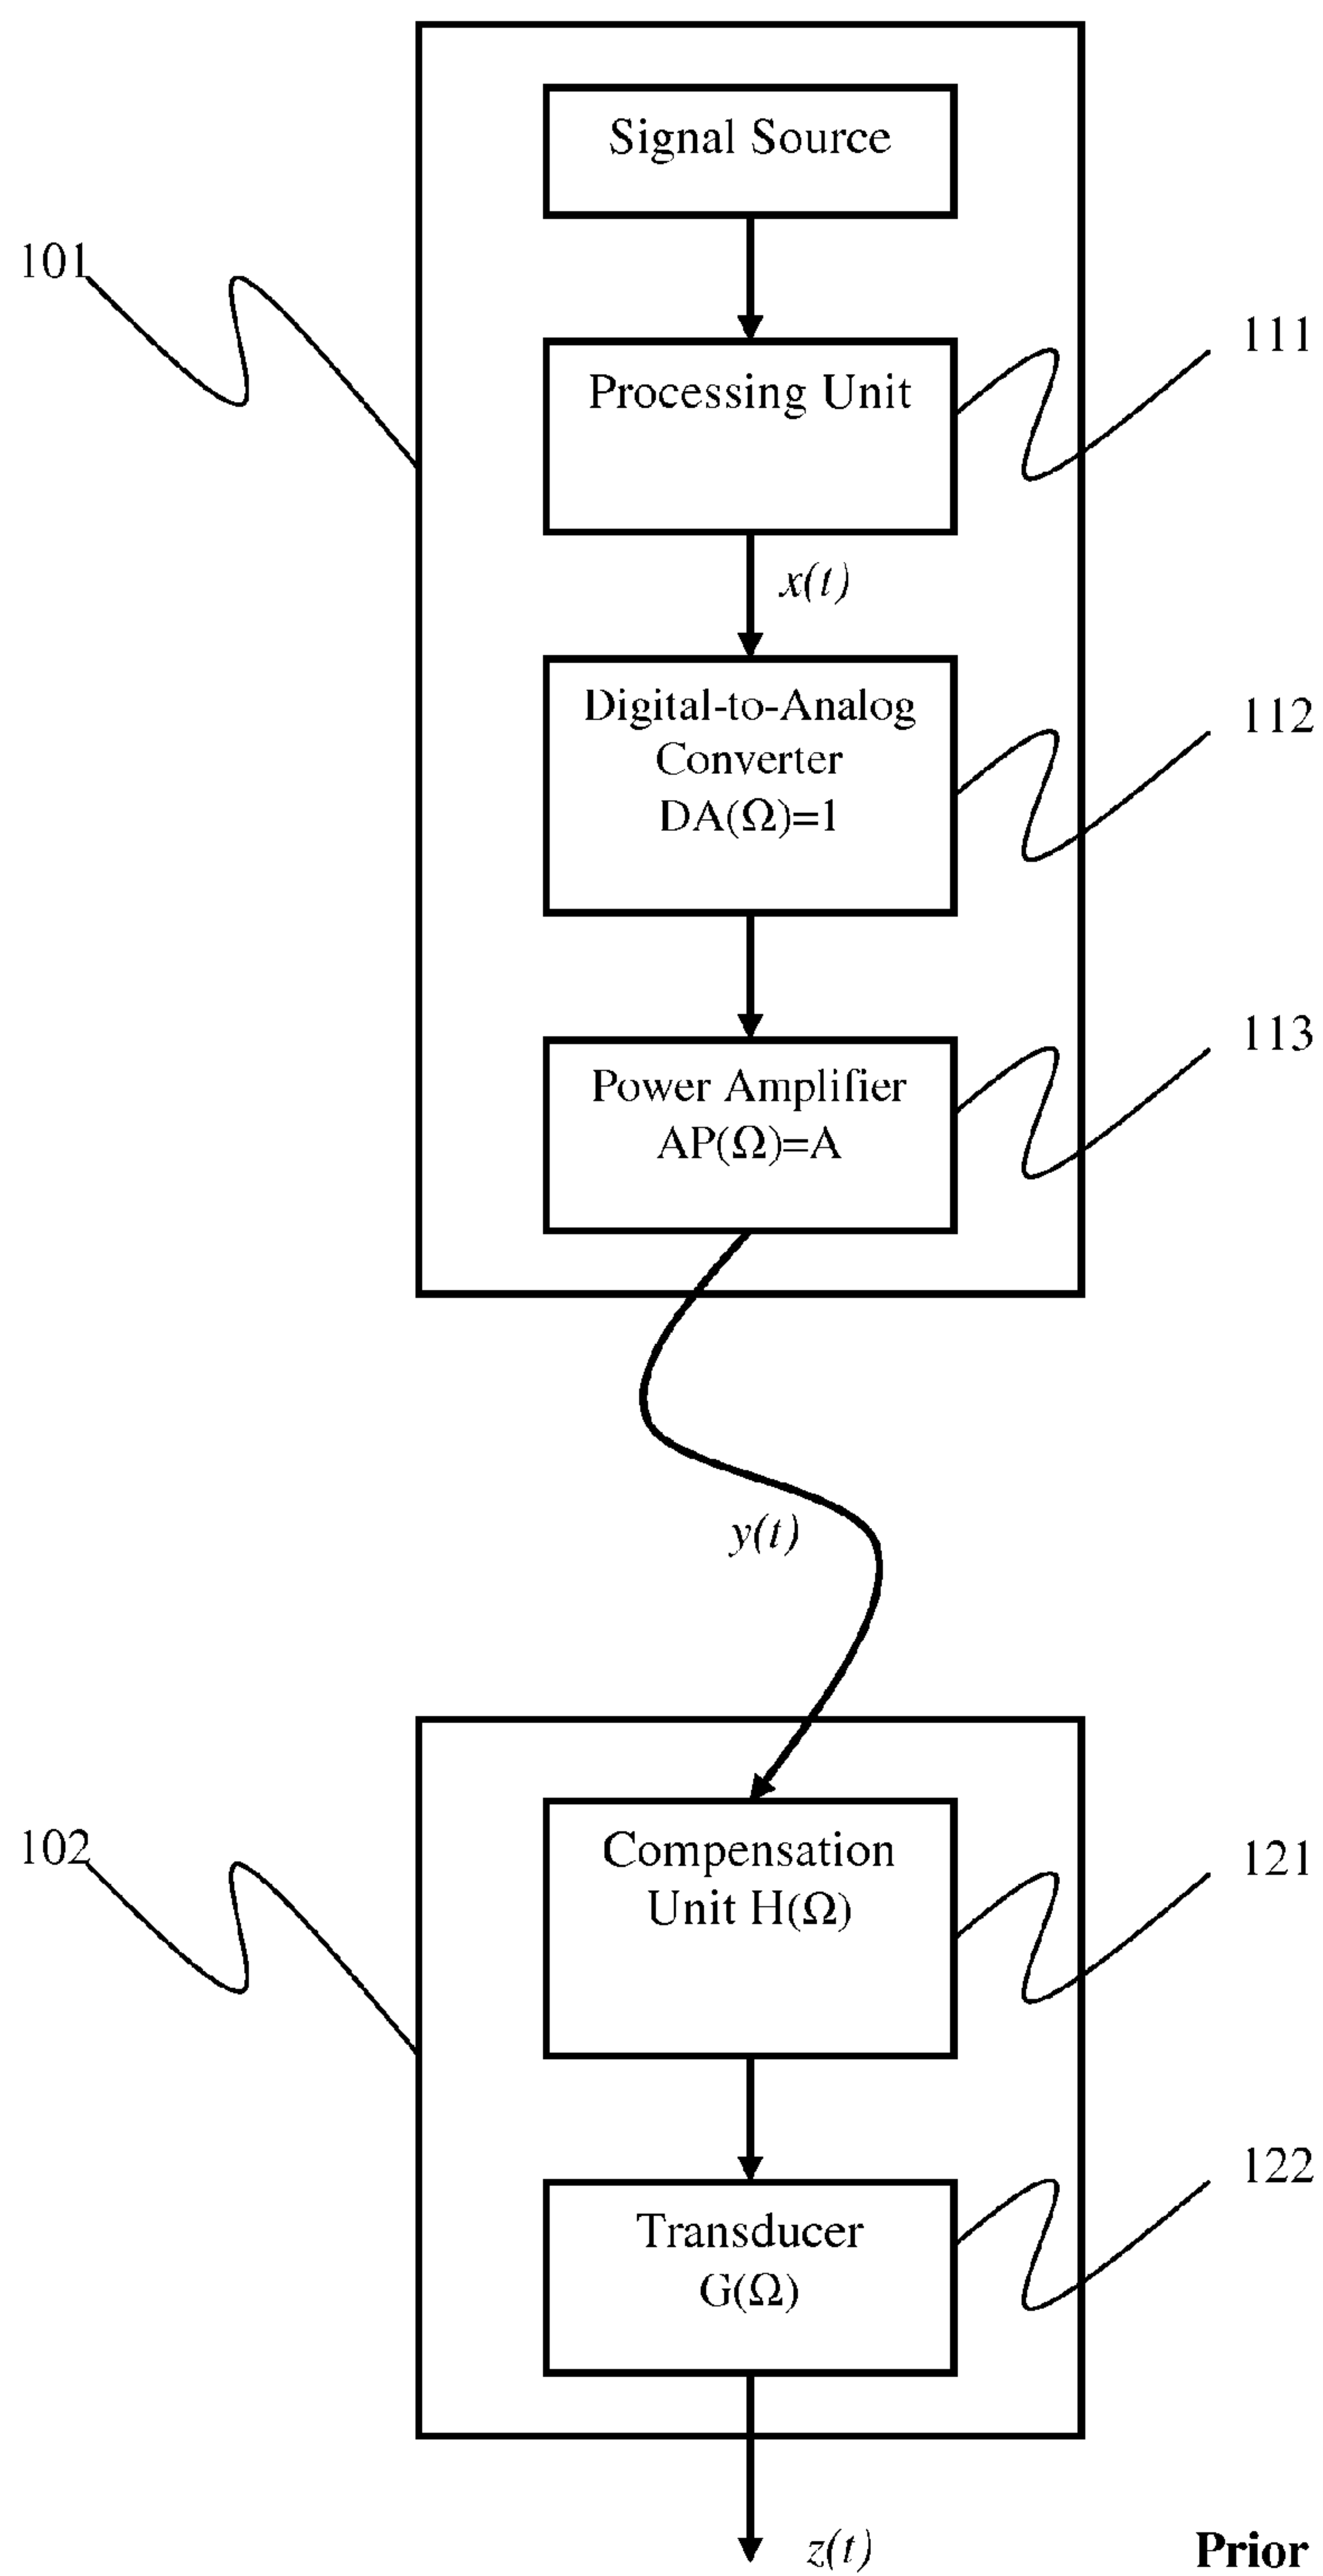 Signal Source
101
111
Processing Unit
x(t)
Digital-to-Analog
Converter
DA(Ω)=1
112
113
Power Amplifier
AP(Ω)=A
y(t)
102
Compensation
Unit H(Ω)
121
122
Transducer
G(Ω)
z(t)
Prior